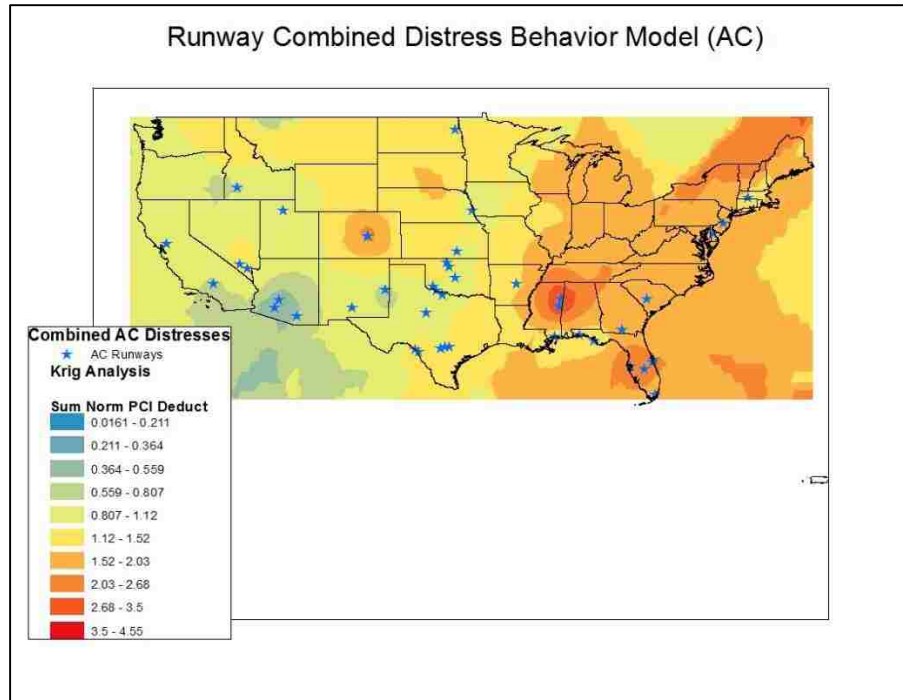 Runway Combined Distress Behavior Model (AC)
Combined AC Distresses
AC Runways
Krig Analysis
Sum Norm PCI Deduct
0.0161 - 0.211
0.211 - 0.364
0.364 - 0.559
0.559 - 0.807
0.807 - 1.12
1.12 - 1.52
1.52 - 2.03
2.03 - 2.68
2.68 - 3.5
3.5 - 4.55